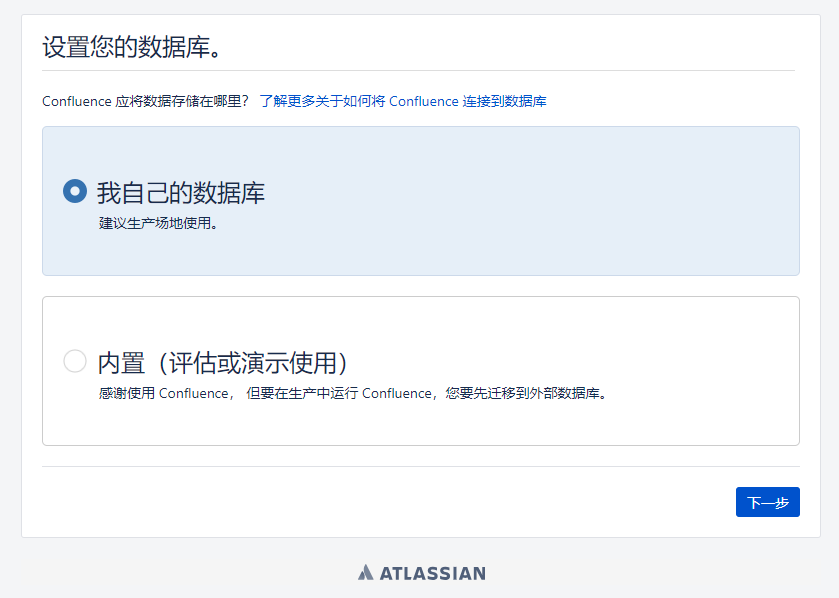 设置您的数据库。
Confluence 应将数据存储在哪里? 了解更多关于如何将 Confluence 连接到数据库
我自己的数据库
建议生产场地使用。
内置（评估或演示使用）
感谢使用 Confluence， 但要在生产中运行 Confluence，您要先迁移到外部数据库。
下一步
ATLASSIAN